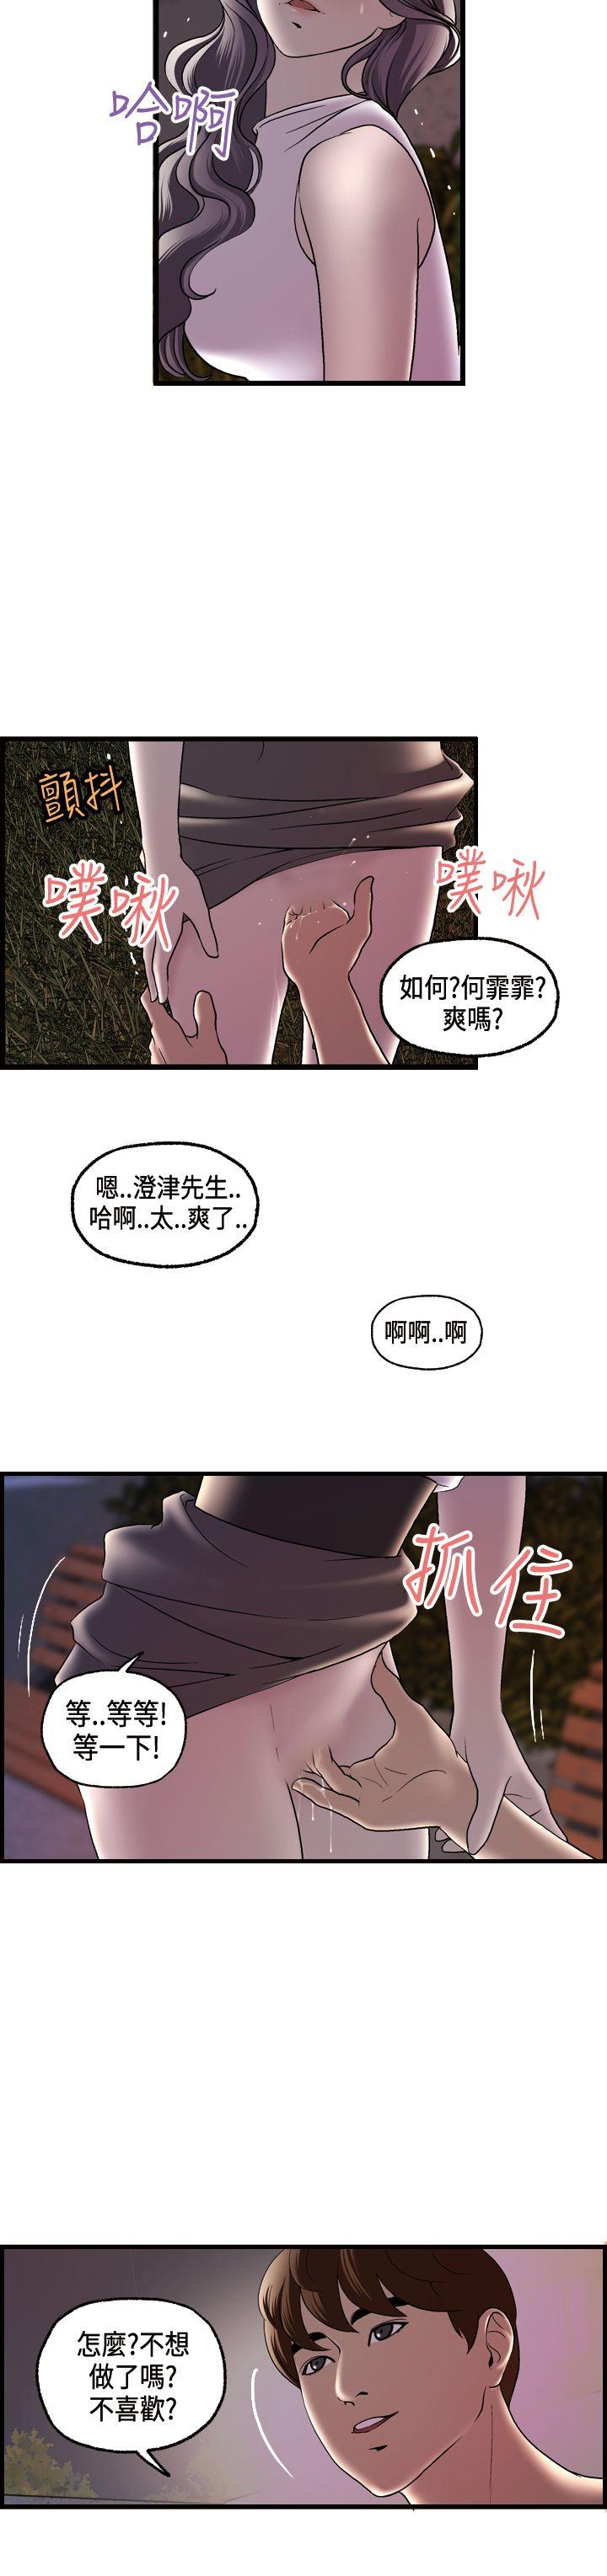 哈啊
顫抖
噗啾
噗啾
如何?何霏霏?
爽嗎?
嗯..澄津先生..
哈啊..太..爽了..
啊啊..啊
抓住
等..等等!
等一下!
怎麼?不想
做了嗎?
不喜歡?